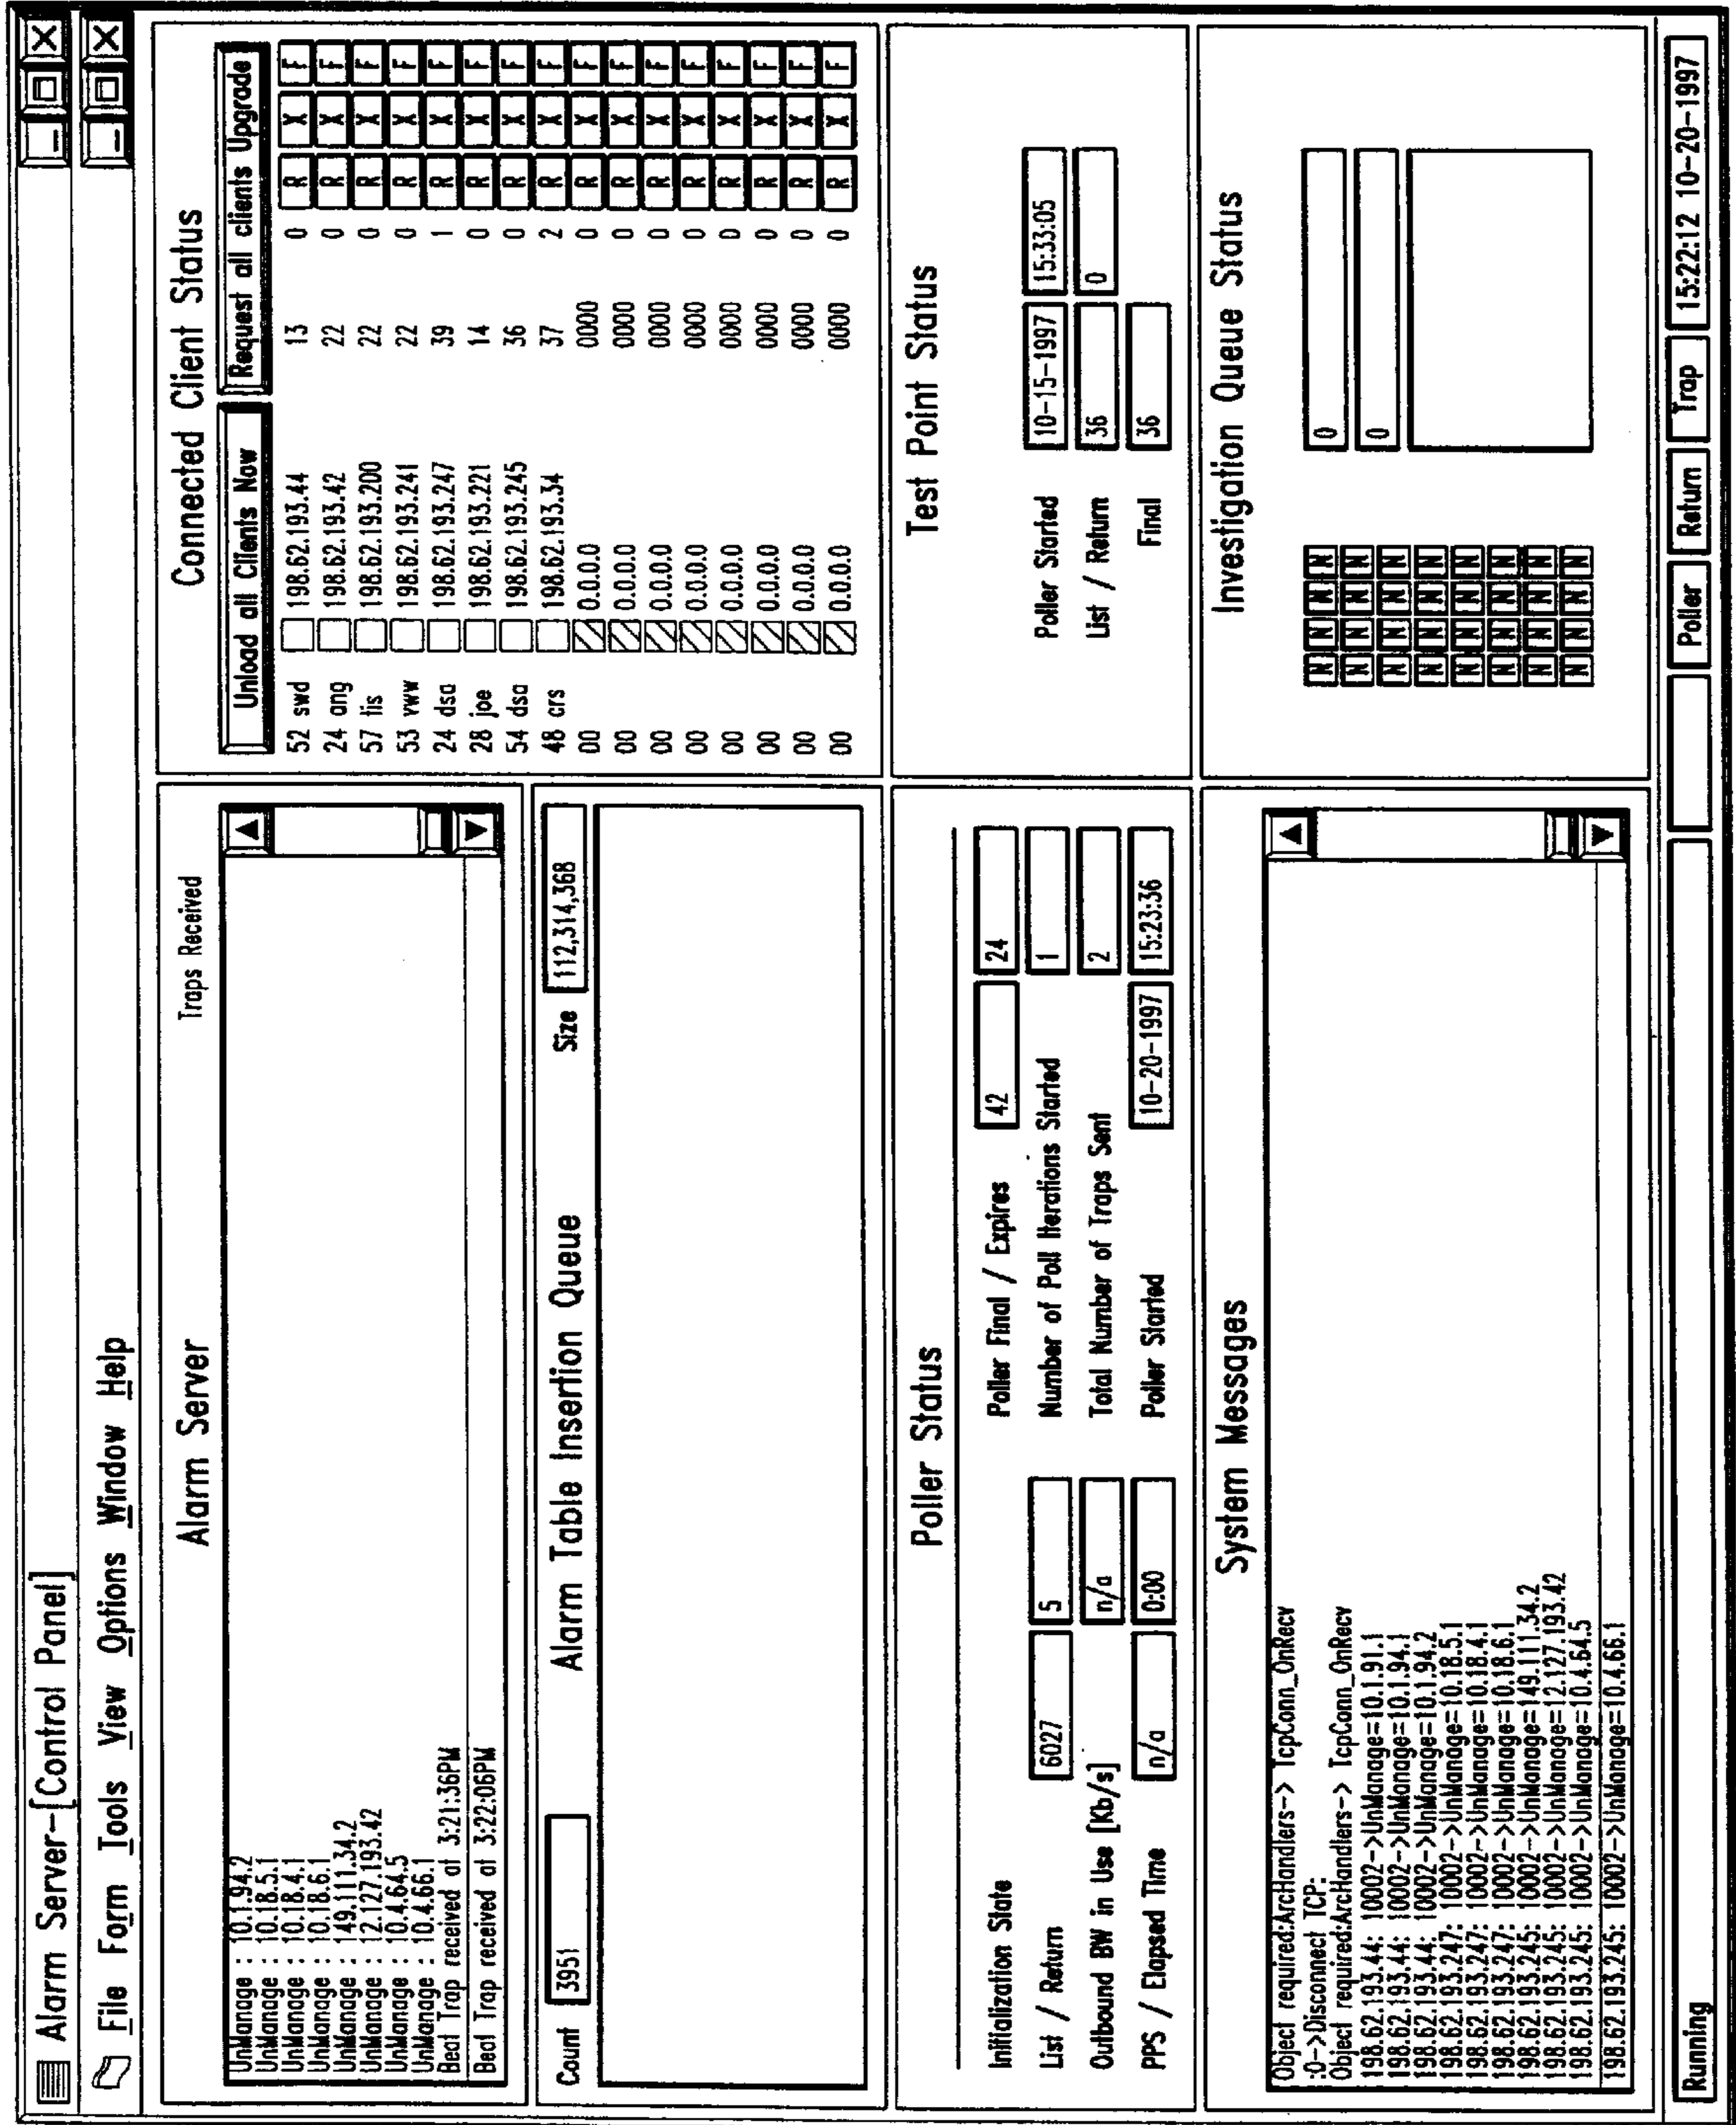 Alarm Server-[Control Panel]
File Form Tools View Options Window Help
Alarm Server
Traps Received
UnManage : 10.1.94.2
UnManage : 10.18.5.1
UnManage : 10.18.4.1
UnManage : 10.18.6.1
UnManage : 149.111.34.2
UnManage : 12.127.193.42
UnManage : 10.4.64.5
UnManage : 10.4.66.1
Beat Trap received at 3:21:36PM
Beat Trap received at 3:22:06PM
Count 3951 Alarm Table Insertion Queue Size 112,314,368
Connected Client Status
Unload all Clients Now Request all clients Upgrade
52 swd 198.62.193.44 13 0 R X F
24 ang 198.62.193.42 22 0 R X F
57 tis 198.62.193.200 22 0 R X F
53 vww 198.62.193.241 22 0 R X F
24 dsa 198.62.193.247 39 1 R X F
28 joe 198.62.193.221 14 0 R X F
54 dsa 198.62.193.245 36 0 R X F
48 crs 198.62.193.34 37 2 R X F
00 0.0.0.0 0000 0 R X F
00 0.0.0.0 0000 0 R X F
00 0.0.0.0 0000 0 R X F
00 0.0.0.0 0000 0 R X F
00 0.0.0.0 0000 0 R X F
00 0.0.0.0 0000 0 R X F
00 0.0.0.0 0000 0 R X F
00 0.0.0.0 0000 0 R X F
Poller Status
Initialization State Poller Final / Expires 42 24
List / Return 6027 5 Number of Poll Iterations Started 1
Outbound BW in Use [Kb/s] n/a Total Number of Traps Sent 2
PPS / Elapsed Time n/a 0:00 Poller Started 10-20-1997 15:23:36
Test Point Status
Poller Started 10-15-1997 15:33:05
List / Return 36 0
Final 36
System Messages
Object required:ArcHandlers-> TcpConn_OnRecv
:0->Disconnect TCP:
Object required:ArcHandlers-> TcpConn_OnRecv
198.62.193.44: 10002->UnManage=10.1.91.1
198.62.193.44: 10002->UnManage=10.1.94.1
198.62.193.44: 10002->UnManage=10.1.94.2
198.62.193.247: 10002->UnManage=10.18.5.1
198.62.193.247: 10002->UnManage=10.18.4.1
198.62.193.247: 10002->UnManage=10.18.6.1
198.62.193.245: 10002->UnManage=149.111.34.2
198.62.193.245: 10002->UnManage=12.127.193.42
198.62.193.245: 10002->UnManage=10.4.64.5
198.62.193.245: 10002->UnManage=10.4.66.1
Investigation Queue Status
N N N N 0
N N N N 0
N N N N
N N N N
N N N N
N N N N
N N N N
N N N N
Running Poller Return Trap 15:22:12 10-20-1997